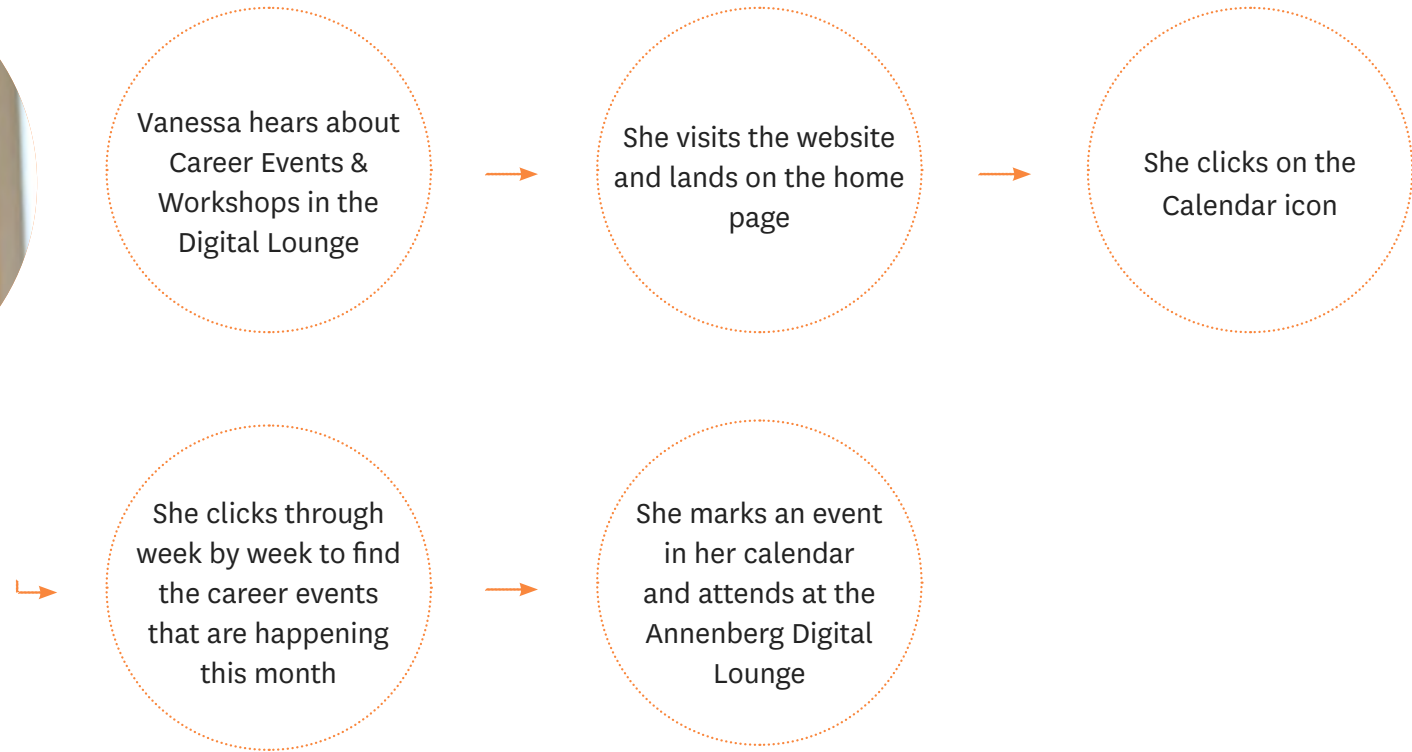 Vanessa hears about
Career Events &
Workshops in the
Digital Lounge
She visits the website
and lands on the home
page
She clicks on the
Calendar icon
She clicks through
week by week to find
the career events
that are happening
this month
She marks an event
in her calendar
and attends at the
Annenberg Digital
Lounge